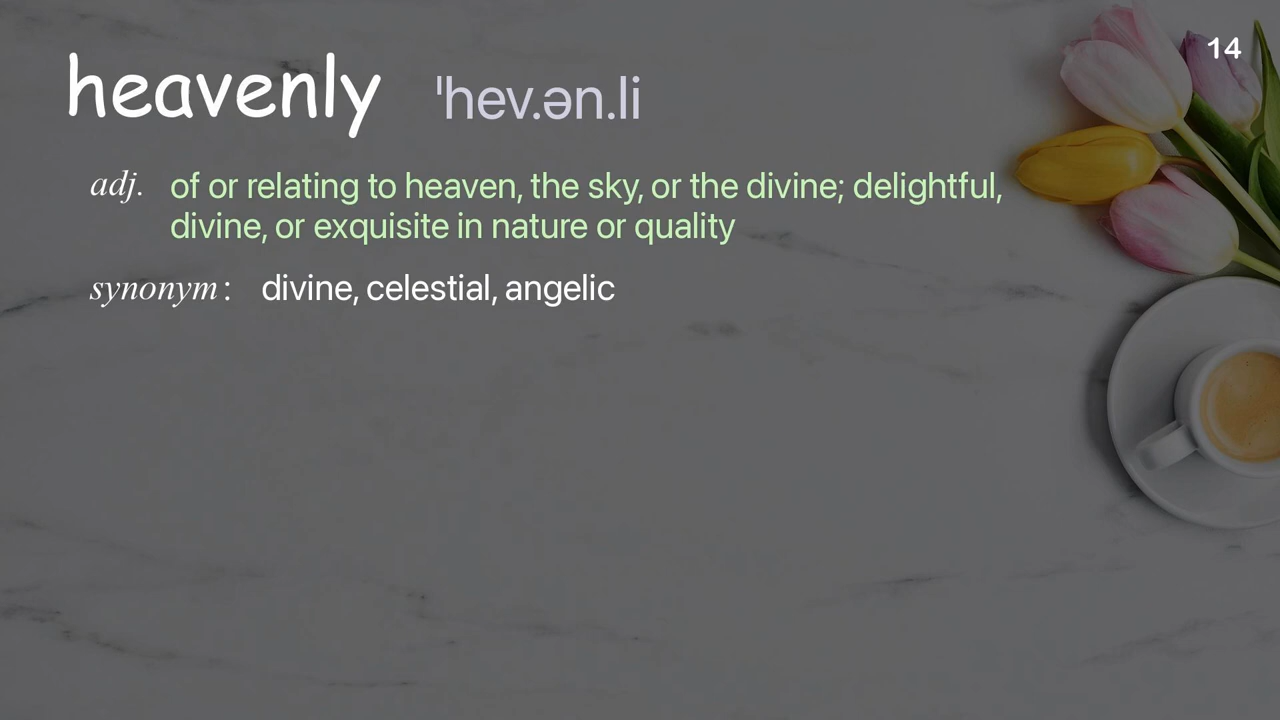 14
heavenly ˈhev.ən.li
adj. of or relating to heaven, the sky, or the divine; delightful,
divine, or exquisite in nature or quality
synonym: divine, celestial, angelic